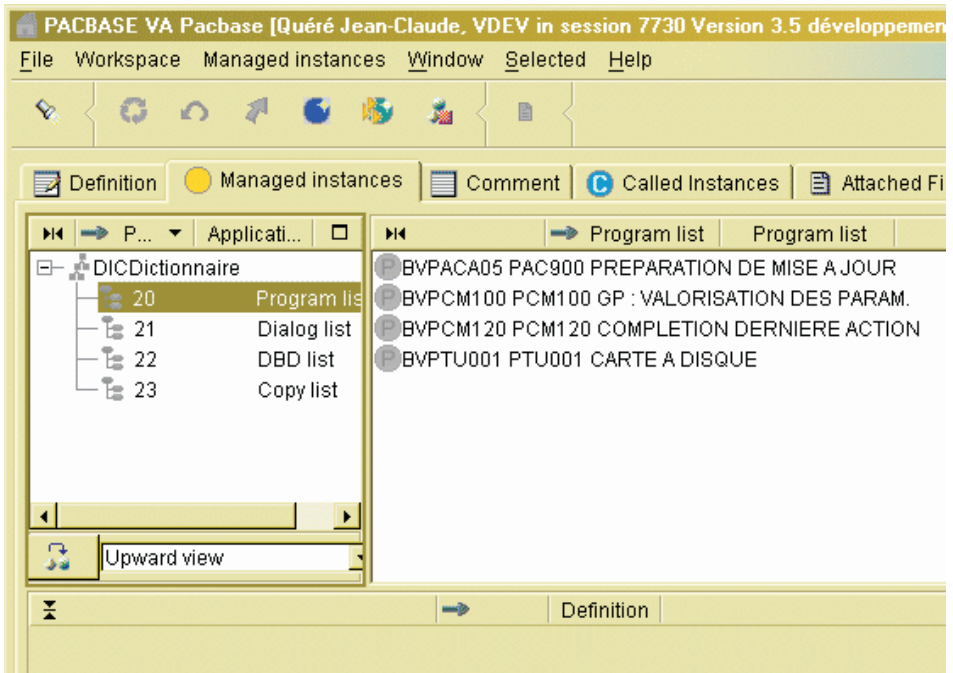 PACBASE VA Pacbase [Quéré Jean-Claude, VDEV in session 7730 Version 3.5 développemen
File Workspace Managed instances Window Selected Help
Definition Managed instances Comment Called Instances Attached Fi
P... Applicati... Program list Program list
DICDictionnaire
20 Program lis
21 Dialog list
22 DBD list
23 Copy list
Upward view
BVPACA05 PAC900 PREPARATION DE MISE A JOUR
BVPCM100 PCM100 GP : VALORISATION DES PARAM.
BVPCM120 PCM120 COMPLETION DERNIERE ACTION
BVPTU001 PTU001 CARTE A DISQUE
Definition